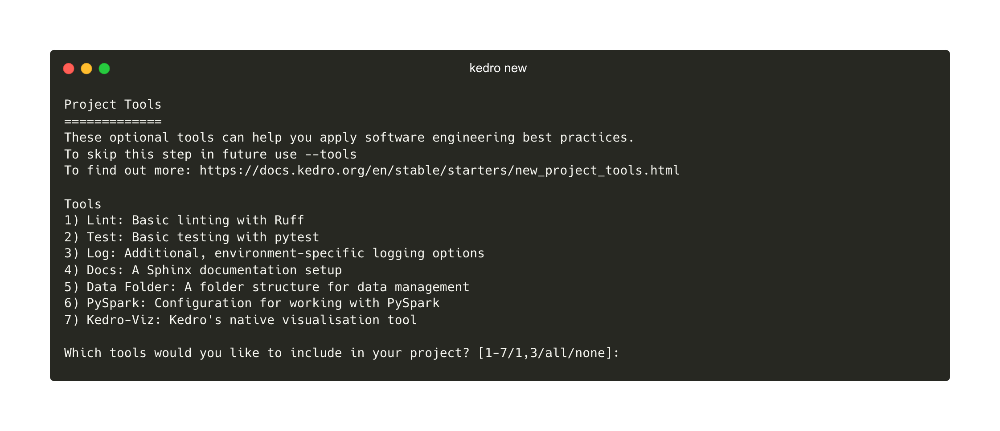 kedro new
Project Tools
=============
These optional tools can help you apply software engineering best practices.
To skip this step in future use --tools
To find out more: https://docs.kedro.org/en/stable/starters/new_project_tools.html
Tools
1) Lint: Basic linting with Ruff
2) Test: Basic testing with pytest
3) Log: Additional, environment-specific logging options
4) Docs: A Sphinx documentation setup
5) Data Folder: A folder structure for data management
6) PySpark: Configuration for working with PySpark
7) Kedro-Viz: Kedro's native visualisation tool
Which tools would you like to include in your project? [1-7/1,3/all/none]: